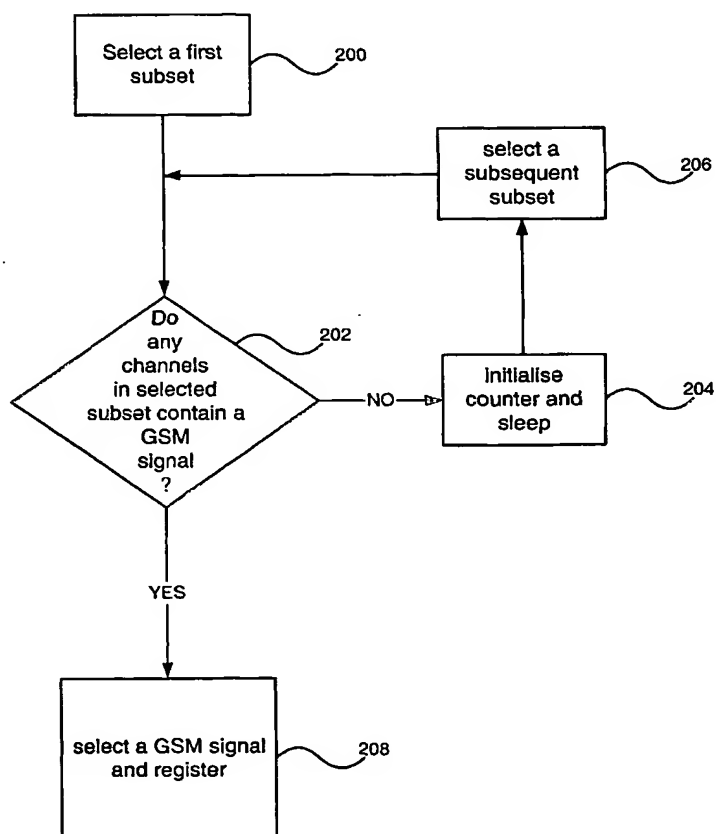 Select a first
subset
200
select a
subsequent
subset
206
Do
any
channels
in selected
subset contain a
GSM
signal
?
202
NO
initialise
counter and
sleep
204
YES
select a GSM signal
and register
208